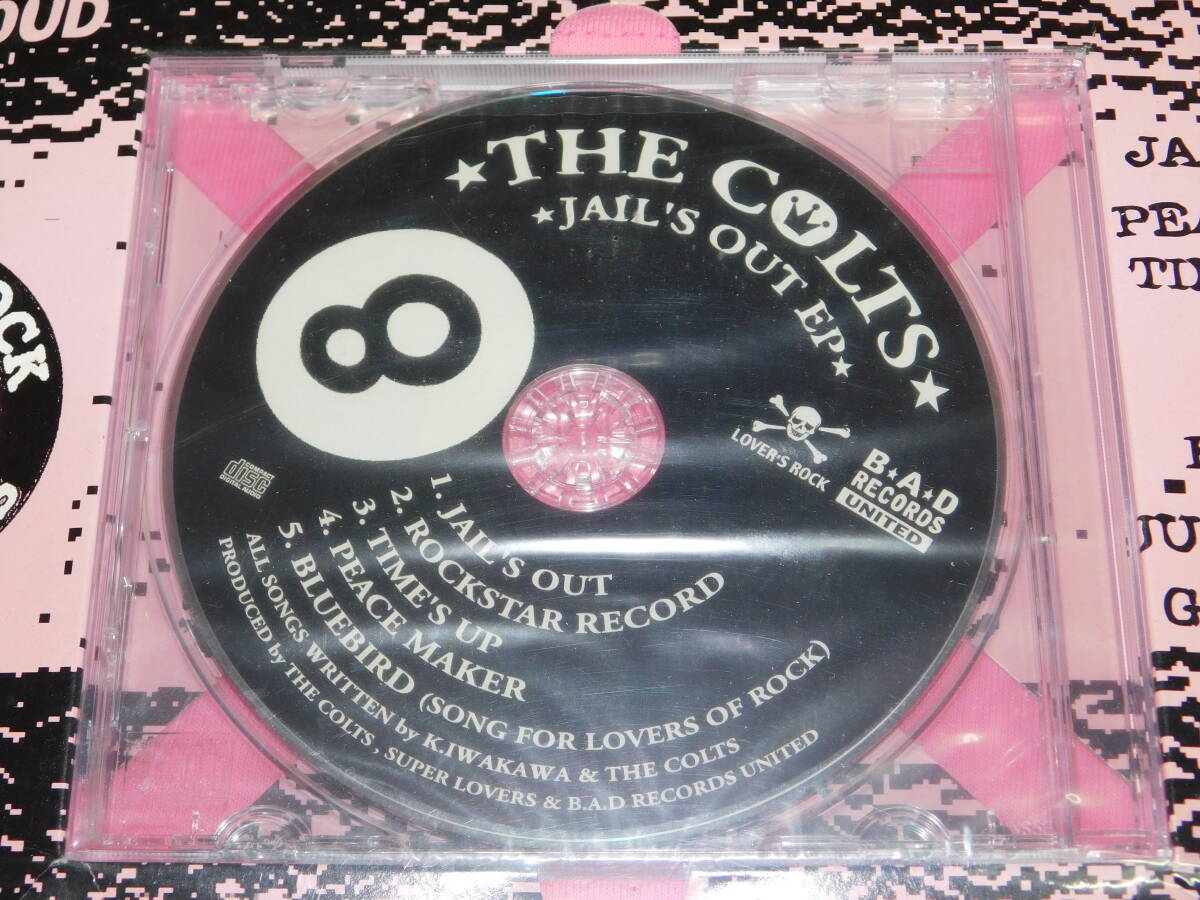 OUD
OCK
★THE COLTS★
★JAIL'S OUT EP★
8
LOVER'S ROCK
B★A★D
RECORDS
UNITED
COMPACT
disc
DIGITAL AUDIO
1. JAIL'S OUT
2. ROCKSTAR RECORD
3. TIME'S UP
4. PEACE MAKER
5. BLUEBIRD (SONG FOR LOVERS OF ROCK)
ALL SONGS WRITTEN by K.IWAKAWA & THE COLTS
PRODUCED by THE COLTS , SUPER LOVERS & B.A.D RECORDS UNITED
JA
PEA
TI
JU
G